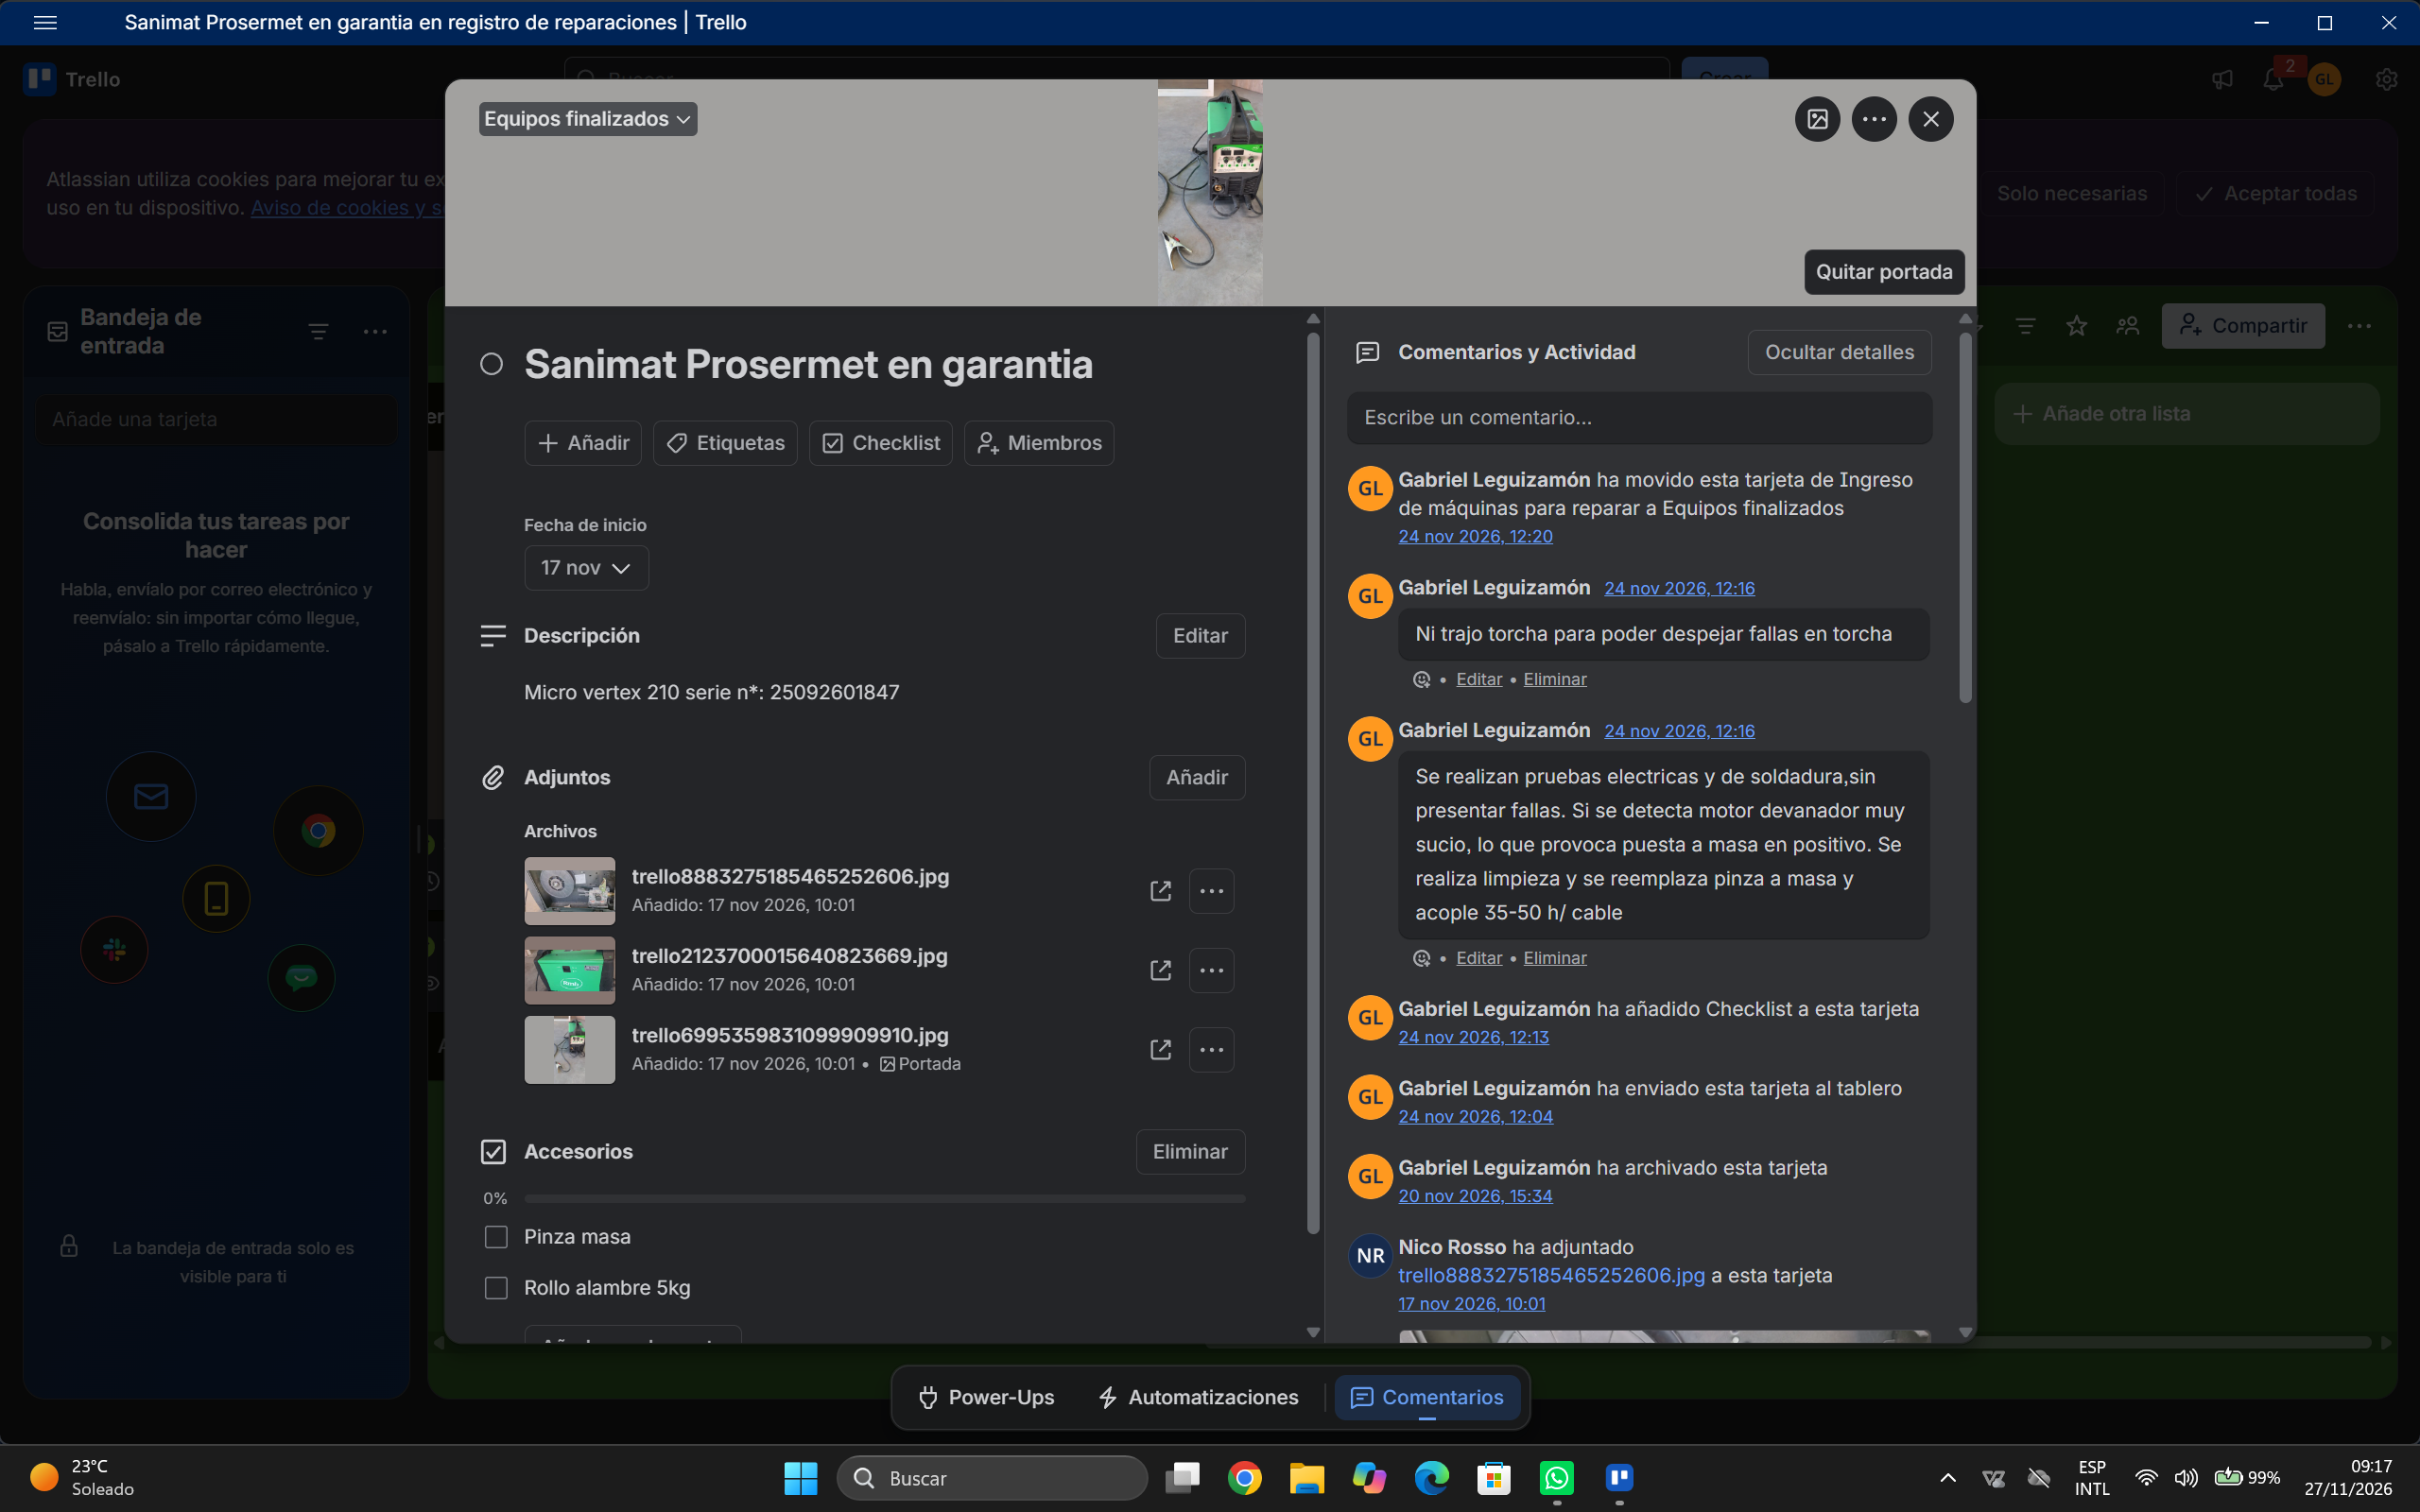 Sanimat Prosermet en garantia en registro de reparaciones | Trello
Trello
Buscar
Crear
2
GL
Atlassian utiliza cookies para mejorar tu ex
uso en tu dispositivo. Aviso de cookies y s
Solo necesarias
Aceptar todas
Equipos finalizados
Quitar portada
Bandeja de
entrada
Añade una tarjeta
Consolida tus tareas por
hacer
Habla, envíalo por correo electrónico y
reenvíalo: sin importar cómo llegue,
pásalo a Trello rápidamente.
La bandeja de entrada solo es
visible para ti
Compartir
Añade otra lista
Sanimat Prosermet en garantia
Añadir
Etiquetas
Checklist
Miembros
Fecha de inicio
17 nov
Descripción
Editar
Micro vertex 210 serie n*: 25092601847
Adjuntos
Añadir
Archivos
trello8883275185465252606.jpg
Añadido: 17 nov 2026, 10:01
trello2123700015640823669.jpg
Añadido: 17 nov 2026, 10:01
trello6995359831099909910.jpg
Añadido: 17 nov 2026, 10:01 • Portada
Accesorios
Eliminar
0%
Pinza masa
Rollo alambre 5kg
Comentarios y Actividad
Ocultar detalles
Escribe un comentario...
GL
Gabriel Leguizamón ha movido esta tarjeta de Ingreso
de máquinas para reparar a Equipos finalizados
24 nov 2026, 12:20
GL
Gabriel Leguizamón 24 nov 2026, 12:16
Ni trajo torcha para poder despejar fallas en torcha
• Editar • Eliminar
GL
Gabriel Leguizamón 24 nov 2026, 12:16
Se realizan pruebas electricas y de soldadura,sin
presentar fallas. Si se detecta motor devanador muy
sucio, lo que provoca puesta a masa en positivo. Se
realiza limpieza y se reemplaza pinza a masa y
acople 35-50 h/ cable
• Editar • Eliminar
GL
Gabriel Leguizamón ha añadido Checklist a esta tarjeta
24 nov 2026, 12:13
GL
Gabriel Leguizamón ha enviado esta tarjeta al tablero
24 nov 2026, 12:04
GL
Gabriel Leguizamón ha archivado esta tarjeta
20 nov 2026, 15:34
NR
Nico Rosso ha adjuntado
trello8883275185465252606.jpg a esta tarjeta
17 nov 2026, 10:01
Power-Ups
Automatizaciones
Comentarios
23°C
Soleado
Buscar
ESP
INTL
99%
09:17
27/11/2026